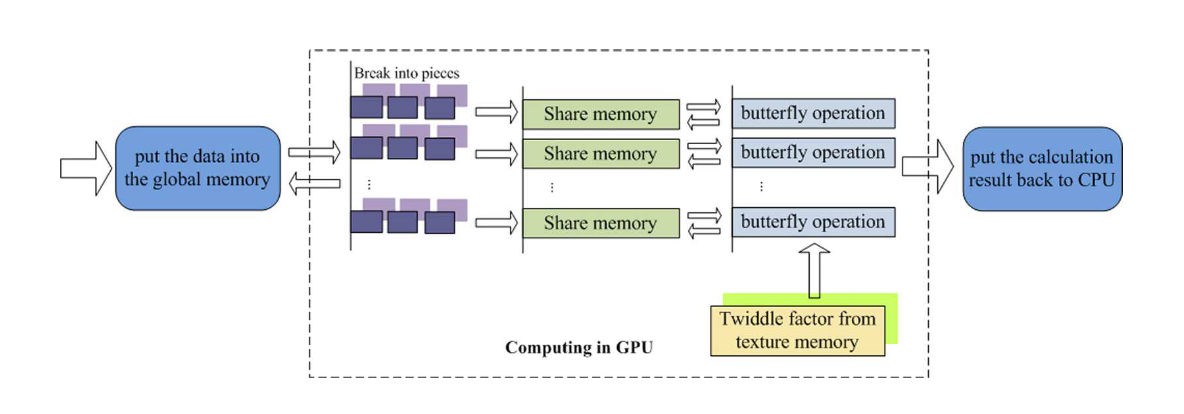 Break into pieces
put the data into
the global memory
Share memory
butterfly operation
Share memory
butterfly operation
⋮
⋮
⋮
Share memory
butterfly operation
put the calculation
result back to CPU
Twiddle factor from
texture memory
Computing in GPU